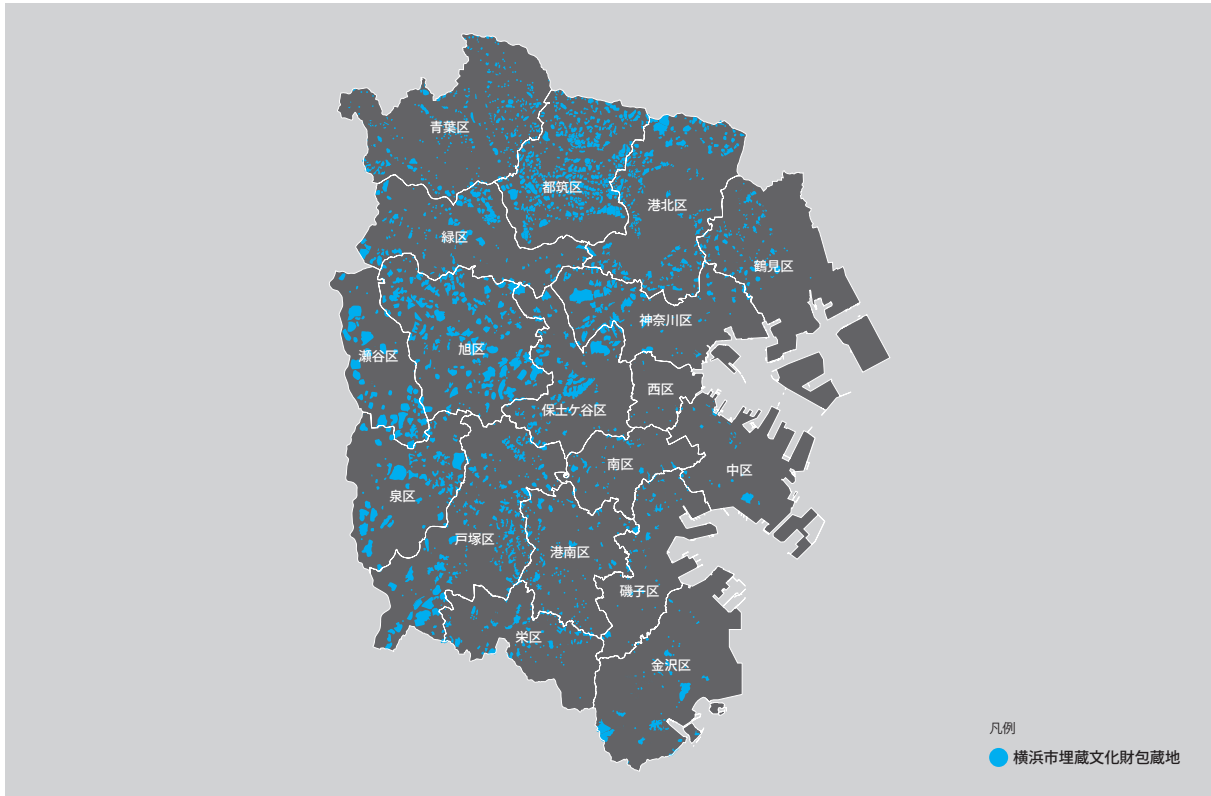 青葉区
都筑区
港北区
緑区
鶴見区
神奈川区
瀬谷区
旭区
西区
保土ケ谷区
南区
中区
泉区
戸塚区
港南区
磯子区
栄区
金沢区
凡例
横浜市埋蔵文化財包蔵地